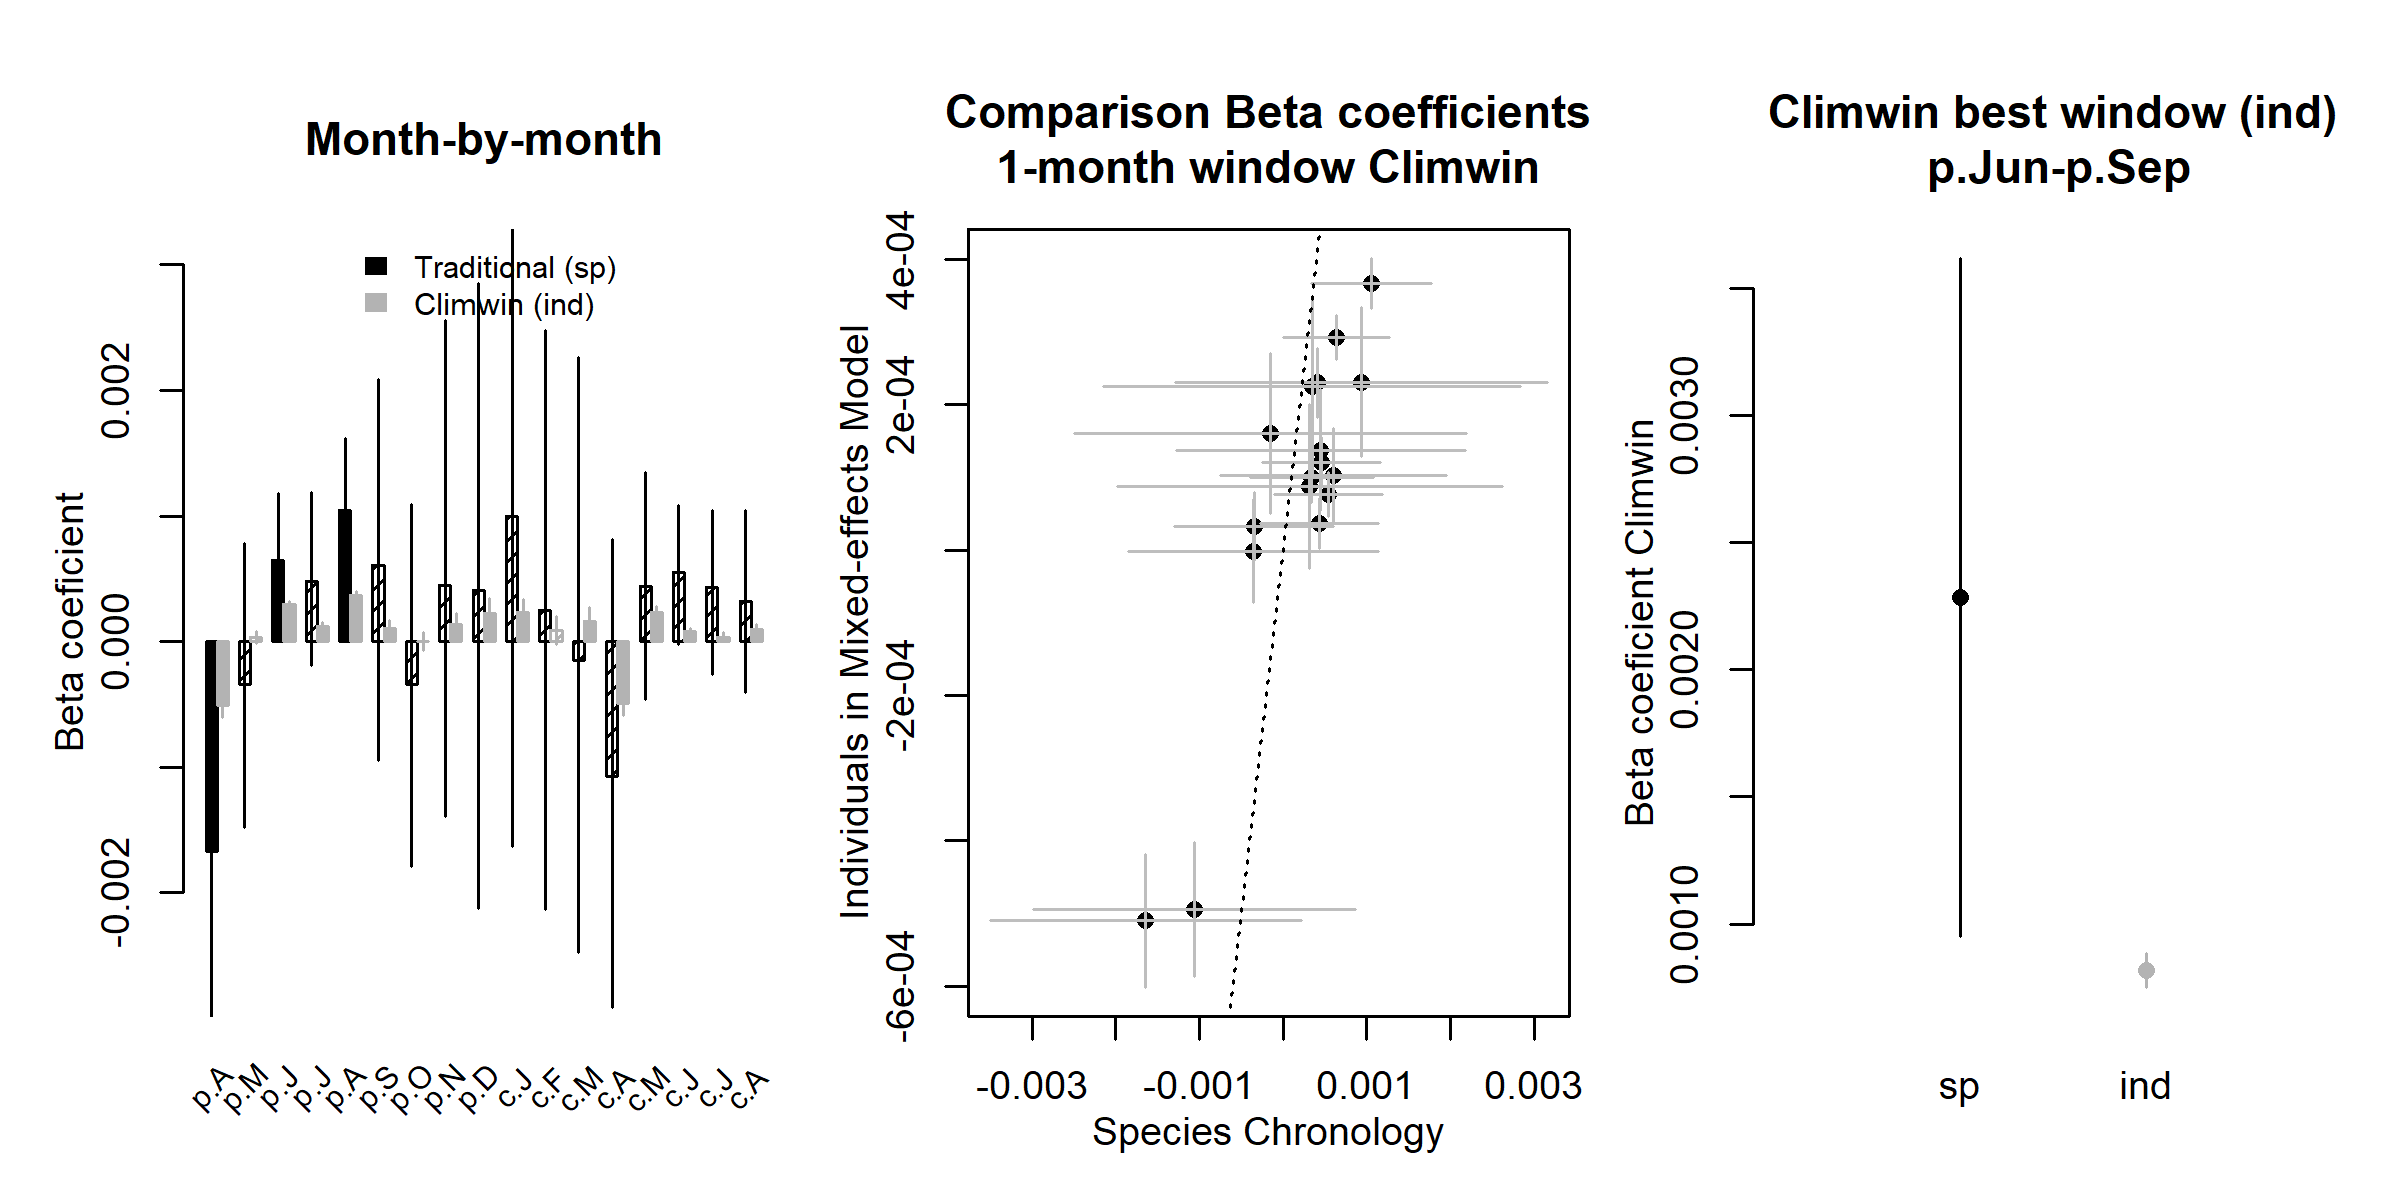 Month-by-month
Traditional (sp)
Climwin (ind)
Beta coeficient
0.002
0.000
-0.002
p.A
p.M
p.J
p.J
p.A
p.S
p.O
p.N
p.D
c.J
c.F
c.M
c.A
c.M
c.J
c.J
c.A
Comparison Beta coefficients
1-month window Climwin
Individuals in Mixed-effects Model
4e-04
2e-04
-2e-04
-6e-04
-0.003
-0.001
0.001
0.003
Species Chronology
Climwin best window (ind)
p.Jun-p.Sep
Beta coeficient Climwin
0.0030
0.0020
0.0010
sp
ind